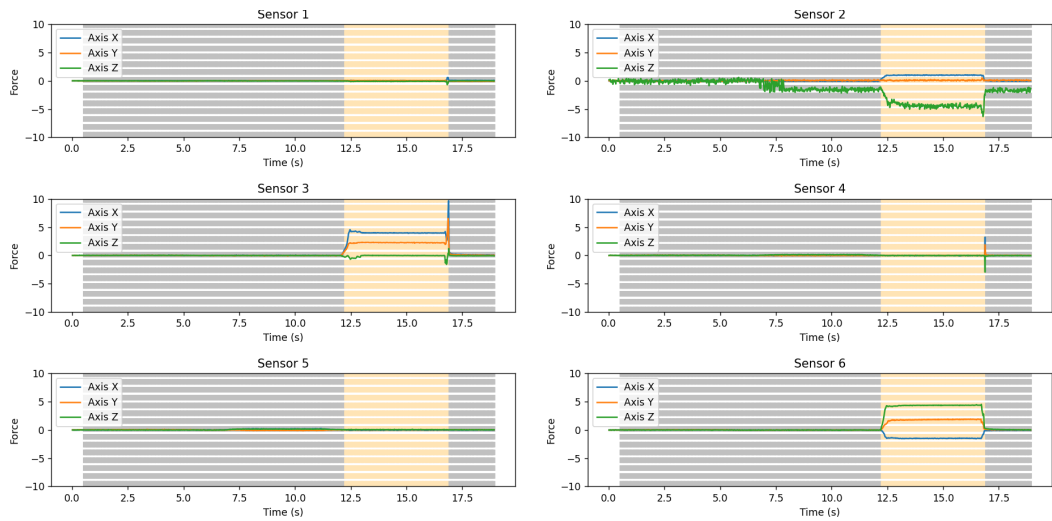 Sensor 1
10
5
0
−5
−10
Force
Axis X
Axis Y
Axis Z
0.0 2.5 5.0 7.5 10.0 12.5 15.0 17.5
Time (s)
Sensor 2
10
5
0
−5
−10
Force
Axis X
Axis Y
Axis Z
0.0 2.5 5.0 7.5 10.0 12.5 15.0 17.5
Time (s)
Sensor 3
10
5
0
−5
−10
Force
Axis X
Axis Y
Axis Z
0.0 2.5 5.0 7.5 10.0 12.5 15.0 17.5
Time (s)
Sensor 4
10
5
0
−5
−10
Force
Axis X
Axis Y
Axis Z
0.0 2.5 5.0 7.5 10.0 12.5 15.0 17.5
Time (s)
Sensor 5
10
5
0
−5
−10
Force
Axis X
Axis Y
Axis Z
0.0 2.5 5.0 7.5 10.0 12.5 15.0 17.5
Time (s)
Sensor 6
10
5
0
−5
−10
Force
Axis X
Axis Y
Axis Z
0.0 2.5 5.0 7.5 10.0 12.5 15.0 17.5
Time (s)